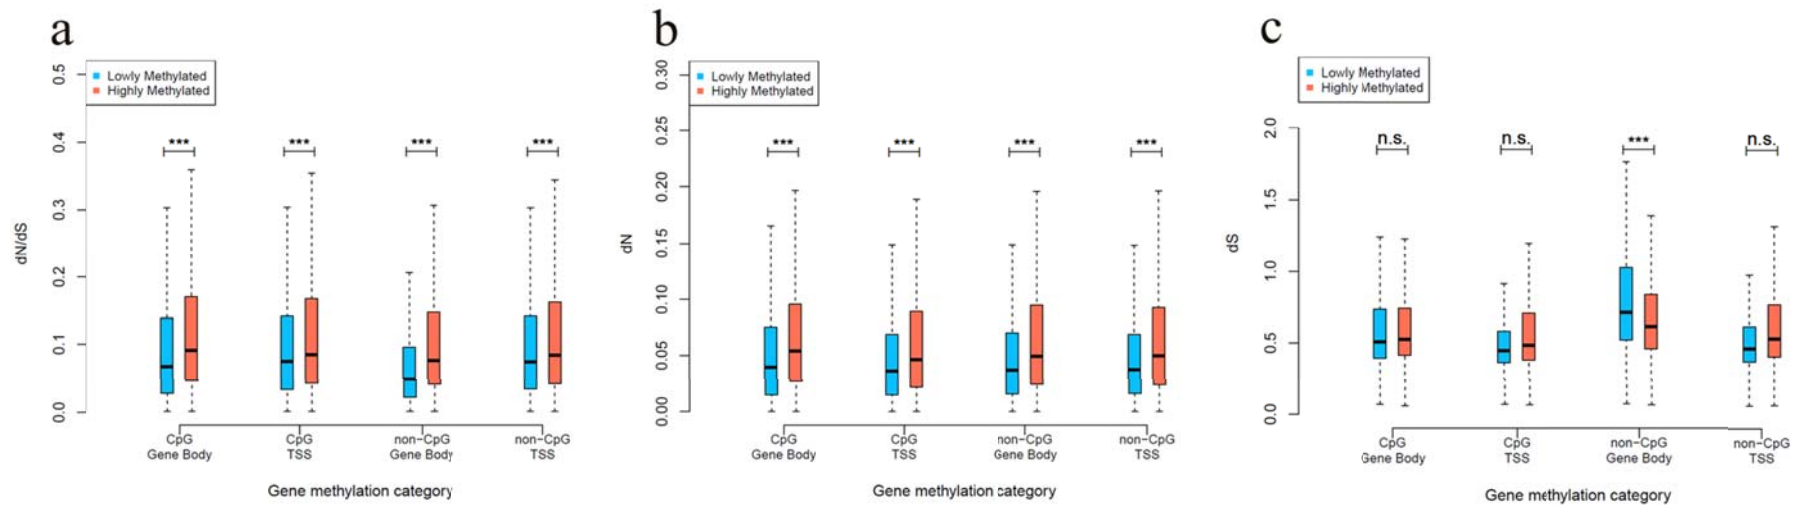 a
Lowly Methylated
Highly Methylated
dN/dS
0.5
0.4
0.3
0.2
0.1
0.0
***
***
***
***
CpG
Gene Body
CpG
TSS
non-CpG
Gene Body
non-CpG
TSS
Gene methylation category
b
Lowly Methylated
Highly Methylated
dN
0.30
0.25
0.20
0.15
0.10
0.05
0.00
***
***
***
***
CpG
Gene Body
CpG
TSS
non-CpG
Gene Body
non-CpG
TSS
Gene methylation category
c
Lowly Methylated
Highly Methylated
dS
2.0
1.5
1.0
0.5
0.0
n.s.
n.s.
***
n.s.
CpG
Gene Body
CpG
TSS
non-CpG
Gene Body
non-CpG
TSS
Gene methylation category